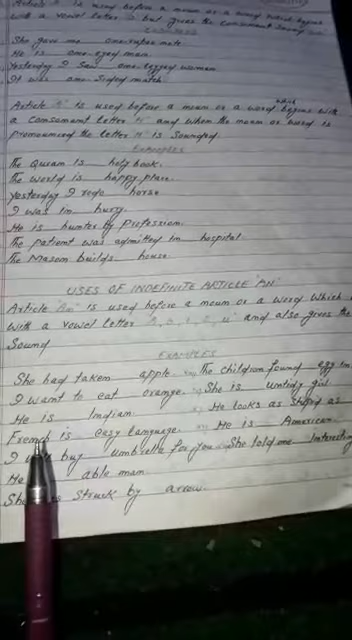 Article is used before a noun or a word begins
with a vowel letter but gives the consonant sound
EXAMPLES
She gave me one-rupee note
He is one-eyed man
Yesterday I saw one-legged woman
It was one-sided match
Article 'A' is used before a noun or a word which begins with
a consonant letter 'H' and when the noun or word is
pronounced the letter 'H' is sounded.
EXAMPLES
The Quran is holy book.
The world is happy place.
Yesterday I rode horse
I was in hurry.
He is hunter by profession.
The patient was admitted in hospital
The Mason builds house
USES OF INDEFINITE ARTICLE 'AN'
Article 'An' is used before a noun or a word which
with a vowel letter and also gives the
Sound
EXAMPLES
She had taken apple. The children found egg in
I want to eat orange. She is untidy girl
He is Indian He looks as stupid as
French is easy language. He is American
I buy umbrella for you She told me interesting
He able man
She struck by arrow.